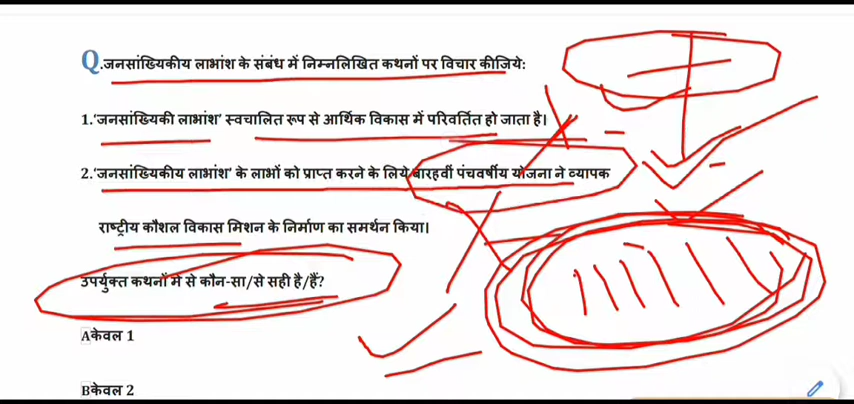 Q.जनसांख्यिकीय लाभांश के संबंध में निम्नलिखित कथनों पर विचार कीजिये:
1.‘जनसांख्यिकी लाभांश’ स्वचालित रूप से आर्थिक विकास में परिवर्तित हो जाता है।
2.‘जनसांख्यिकीय लाभांश’ के लाभों को प्राप्त करने के लिये बारहवीं पंचवर्षीय योजना ने व्यापक
राष्ट्रीय कौशल विकास मिशन के निर्माण का समर्थन किया।
उपर्युक्त कथनों में से कौन-सा/से सही है/हैं?
Aकेवल 1
Bकेवल 2